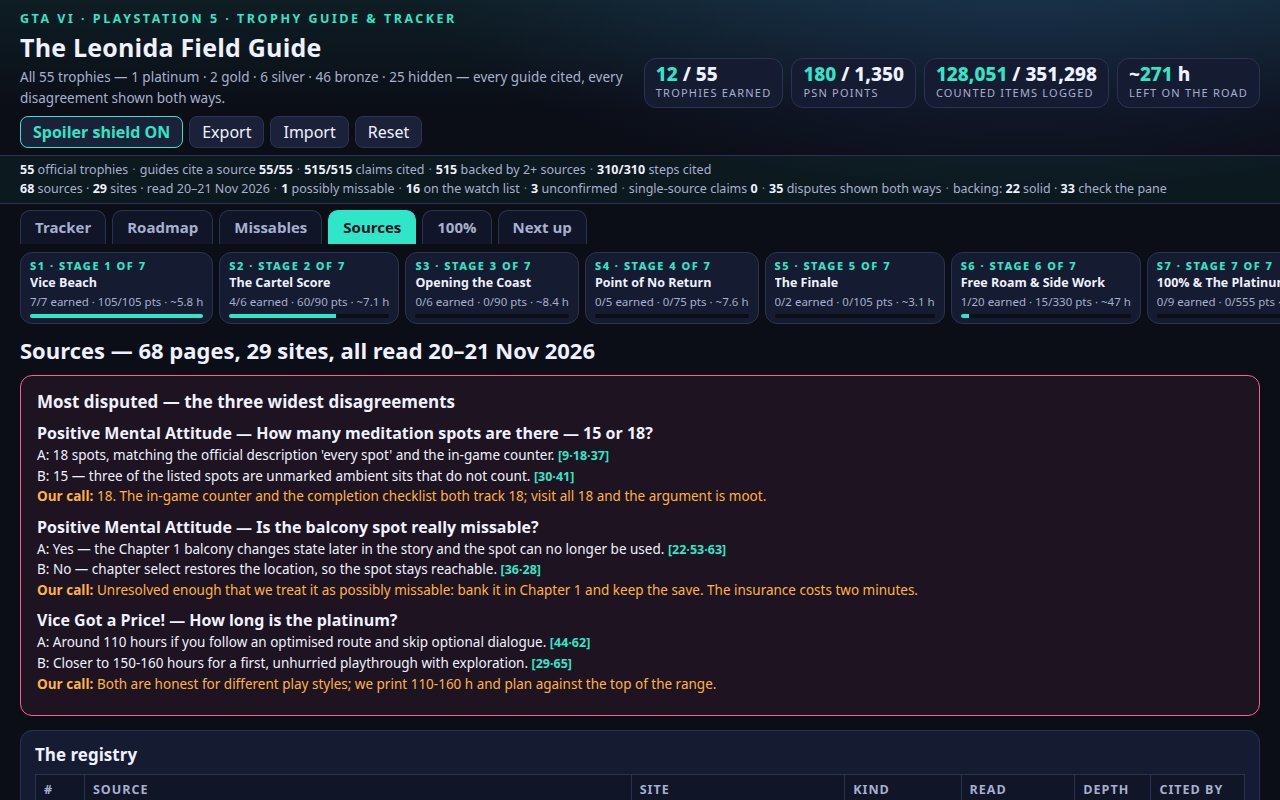 GTA VI · PLAYSTATION 5 · TROPHY GUIDE & TRACKER
The Leonida Field Guide
All 55 trophies — 1 platinum · 2 gold · 6 silver · 46 bronze · 25 hidden — every guide cited, every
disagreement shown both ways.
12 / 55
TROPHIES EARNED
180 / 1,350
PSN POINTS
128,051 / 351,298
COUNTED ITEMS LOGGED
~271 h
LEFT ON THE ROAD
Spoiler shield ON
Export
Import
Reset
55 official trophies · guides cite a source 55/55 · 515/515 claims cited · 515 backed by 2+ sources · 310/310 steps cited
68 sources · 29 sites · read 20–21 Nov 2026 · 1 possibly missable · 16 on the watch list · 3 unconfirmed · single-source claims 0 · 35 disputes shown both ways · backing: 22 solid · 33 check the pane
Tracker
Roadmap
Missables
Sources
100%
Next up
S1 · STAGE 1 OF 7
Vice Beach
7/7 earned · 105/105 pts · ~5.8 h
S2 · STAGE 2 OF 7
The Cartel Score
4/6 earned · 60/90 pts · ~7.1 h
S3 · STAGE 3 OF 7
Opening the Coast
0/6 earned · 0/90 pts · ~8.4 h
S4 · STAGE 4 OF 7
Point of No Return
0/5 earned · 0/75 pts · ~7.6 h
S5 · STAGE 5 OF 7
The Finale
0/2 earned · 0/105 pts · ~3.1 h
S6 · STAGE 6 OF 7
Free Roam & Side Work
1/20 earned · 15/330 pts · ~47 h
S7 · STAGE 7 OF 7
100% & The Platinum
0/9 earned · 0/555 pts ·
Sources — 68 pages, 29 sites, all read 20–21 Nov 2026
Most disputed — the three widest disagreements
Positive Mental Attitude — How many meditation spots are there — 15 or 18?
A: 18 spots, matching the official description 'every spot' and the in-game counter. [9·18·37]
B: 15 — three of the listed spots are unmarked ambient sits that do not count. [30·41]
Our call: 18. The in-game counter and the completion checklist both track 18; visit all 18 and the argument is moot.
Positive Mental Attitude — Is the balcony spot really missable?
A: Yes — the Chapter 1 balcony changes state later in the story and the spot can no longer be used. [22·53·63]
B: No — chapter select restores the location, so the spot stays reachable. [36·28]
Our call: Unresolved enough that we treat it as possibly missable: bank it in Chapter 1 and keep the save. The insurance costs two minutes.
Vice Got a Price! — How long is the platinum?
A: Around 110 hours if you follow an optimised route and skip optional dialogue. [44·62]
B: Closer to 150-160 hours for a first, unhurried playthrough with exploration. [29·65]
Our call: Both are honest for different play styles; we print 110-160 h and plan against the top of the range.
The registry
# SOURCE SITE KIND READ DEPTH CITED BY